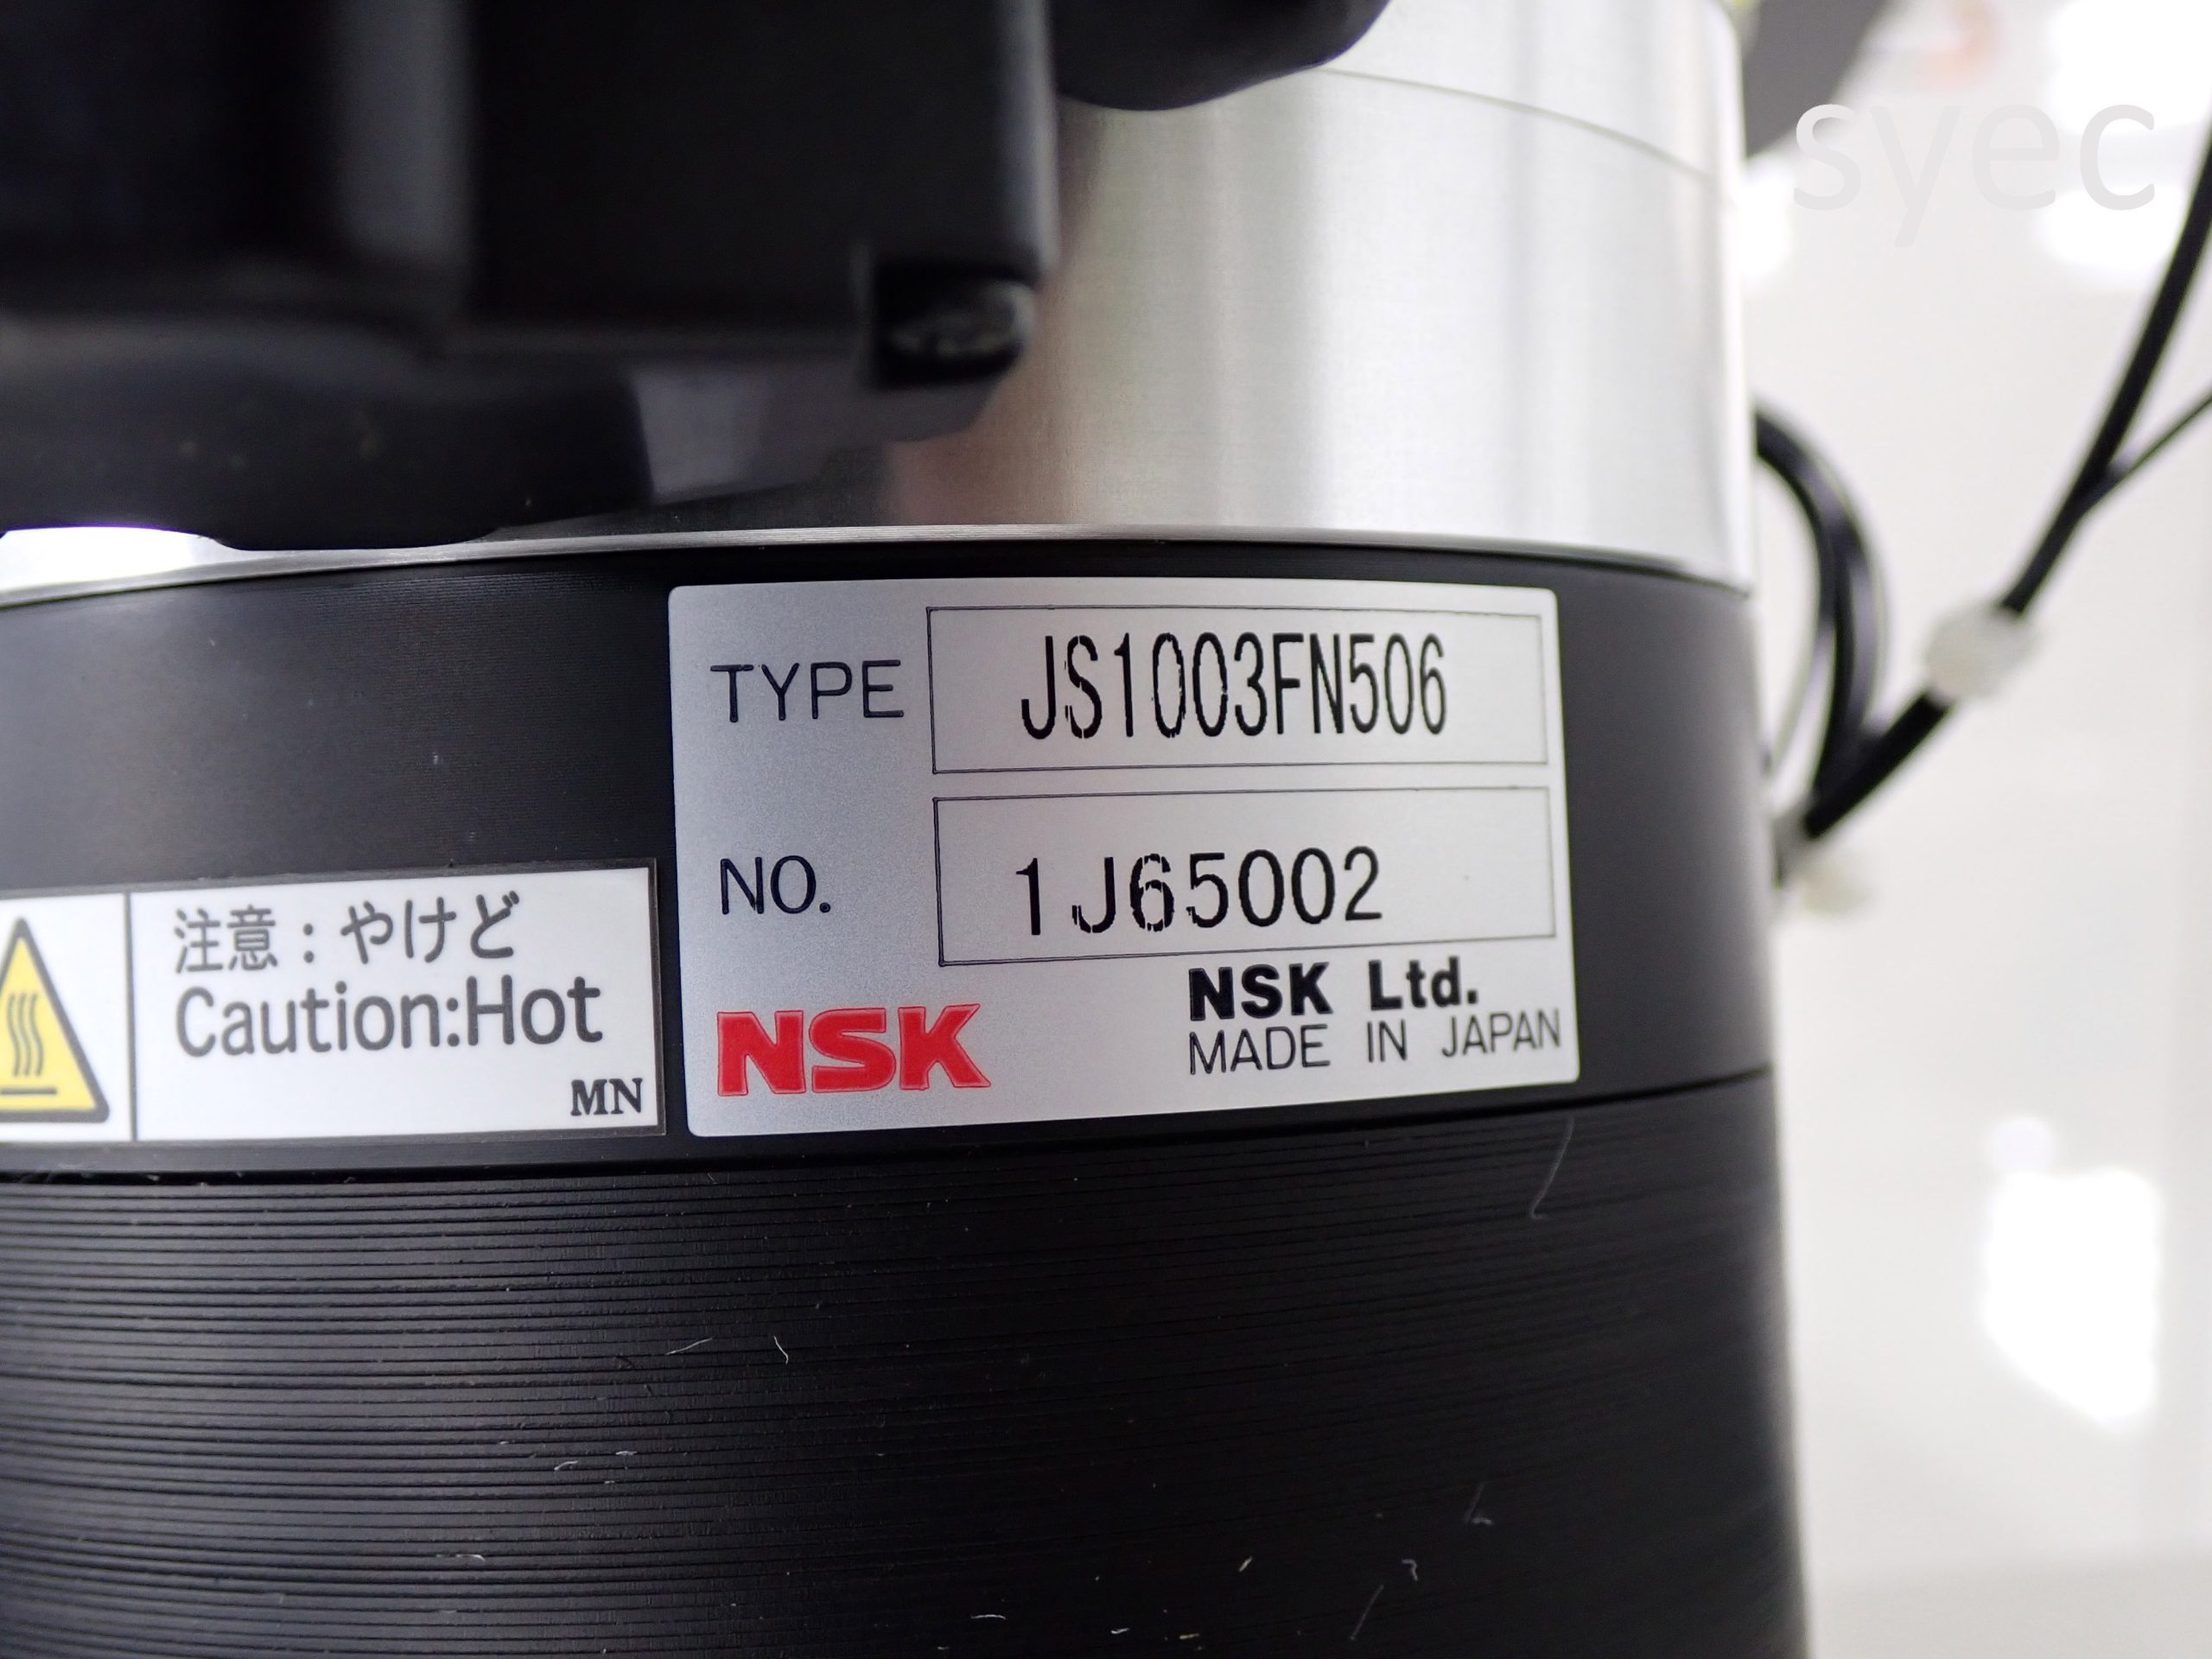 syec
TYPE JS1003FN506
NO. 1J65002
NSK NSK Ltd.
MADE IN JAPAN
注意：やけど
Caution:Hot
MN